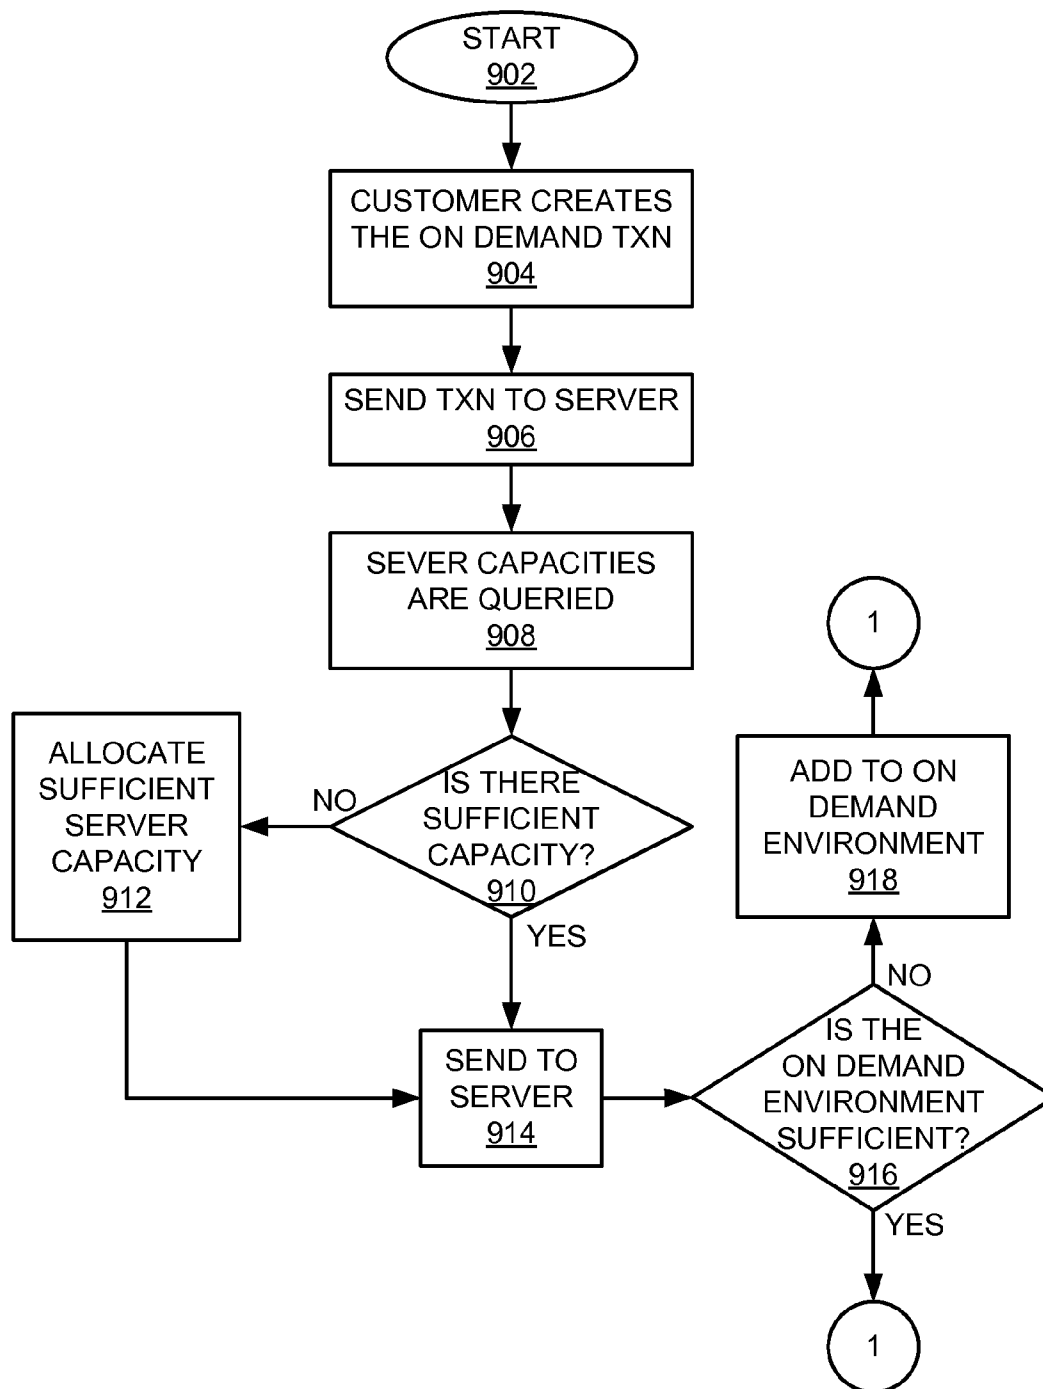 START
902
CUSTOMER CREATES
THE ON DEMAND TXN
904
SEND TXN TO SERVER
906
SEVER CAPACITIES
ARE QUERIED
908
IS THERE
SUFFICIENT
CAPACITY?
910
NO
ALLOCATE
SUFFICIENT
SERVER
CAPACITY
912
YES
SEND TO
SERVER
914
IS THE
ON DEMAND
ENVIRONMENT
SUFFICIENT?
916
NO
ADD TO ON
DEMAND
ENVIRONMENT
918
1
YES
1